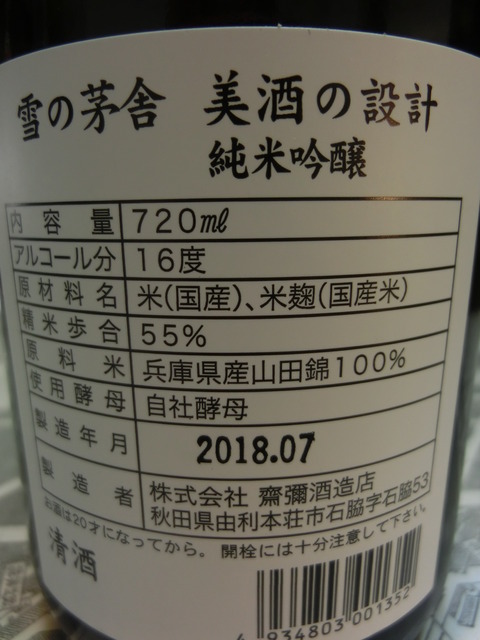 雪の茅舎 美酒の設計
純米吟醸
内容量 720㎖
アルコール分 16度
原材料名 米(国産)、米麹(国産米)
精米歩合 55%
原料米 兵庫県産山田錦100%
使用酵母 自社酵母
製造年月 2018.07
製造者 株式会社 齋彌酒造店
秋田県由利本荘市石脇字石脇53
お酒は20才になってから。 開栓には十分注意して下さい。
清酒
4 934803 001352